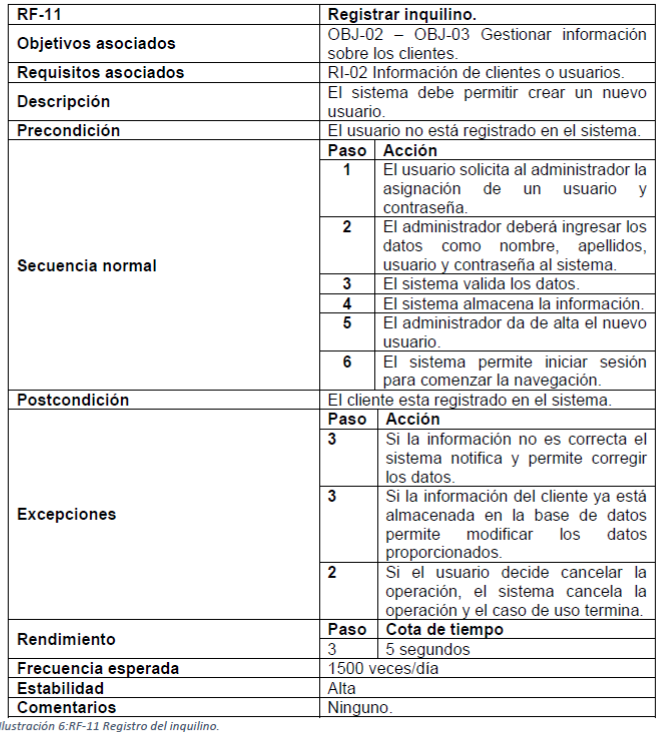 RF-11
Registrar inquilino.
Objetivos asociados
OBJ-02 – OBJ-03 Gestionar información
sobre los clientes.
Requisitos asociados
RI-02 Información de clientes o usuarios.
Descripción
El sistema debe permitir crear un nuevo
usuario.
Precondición
El usuario no está registrado en el sistema.
Secuencia normal
Paso Acción
1 El usuario solicita al administrador la
asignación de un usuario y
contraseña.
2 El administrador deberá ingresar los
datos como nombre, apellidos,
usuario y contraseña al sistema.
3 El sistema valida los datos.
4 El sistema almacena la información.
5 El administrador da de alta el nuevo
usuario.
6 El sistema permite iniciar sesión
para comenzar la navegación.
Postcondición
El cliente esta registrado en el sistema.
Excepciones
Paso Acción
3 Si la información no es correcta el
sistema notifica y permite corregir
los datos.
3 Si la información del cliente ya está
almacenada en la base de datos
permite modificar los datos
proporcionados.
2 Si el usuario decide cancelar la
operación, el sistema cancela la
operación y el caso de uso termina.
Rendimiento
Paso Cota de tiempo
3 5 segundos
Frecuencia esperada
1500 veces/día
Estabilidad
Alta
Comentarios
Ninguno.
Ilustración 6:RF-11 Registro del inquilino.